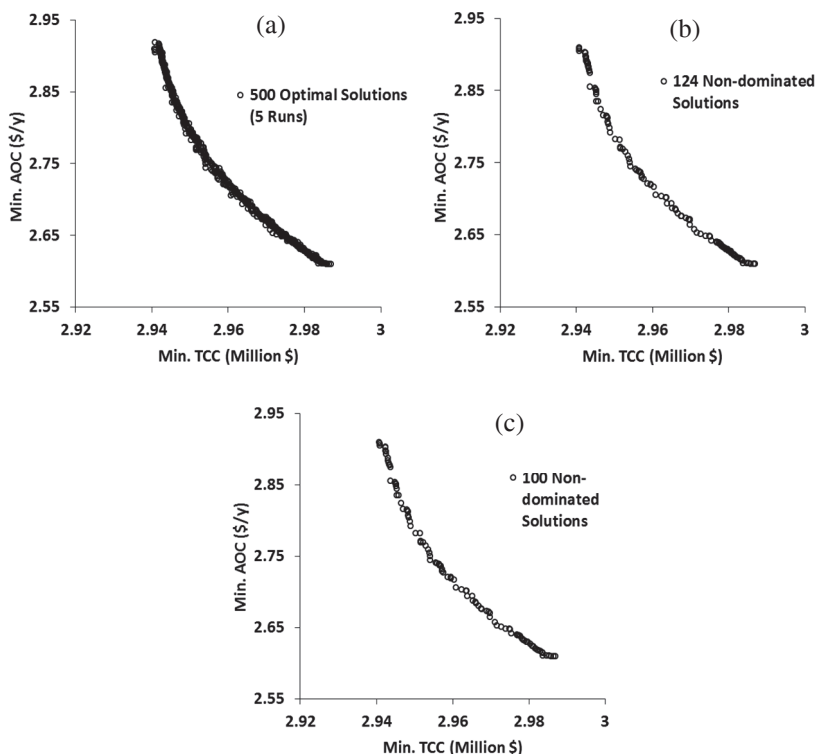 (a)
2.95
2.85
2.75
2.65
2.55
Min. AOC ($/y)
500 Optimal Solutions
(5 Runs)
2.92
2.94
2.96
2.98
3
Min. TCC (Million $)
(b)
2.95
2.85
2.75
2.65
2.55
Min. AOC ($/y)
124 Non-dominated
Solutions
2.92
2.94
2.96
2.98
3
Min. TCC (Million $)
(c)
2.95
2.85
2.75
2.65
2.55
Min. AOC ($/y)
100 Non-
dominated
Solutions
2.92
2.94
2.96
2.98
3
Min. TCC (Million $)